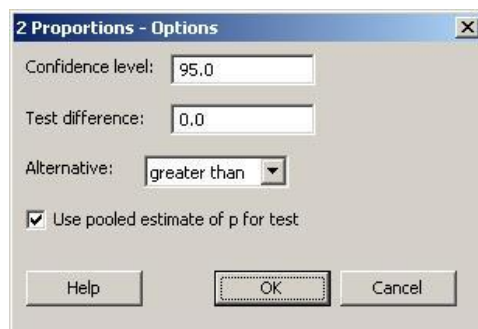 2 Proportions - Options
Confidence level: 95.0
Test difference: 0.0
Alternative: greater than
Use pooled estimate of p for test
Help OK Cancel